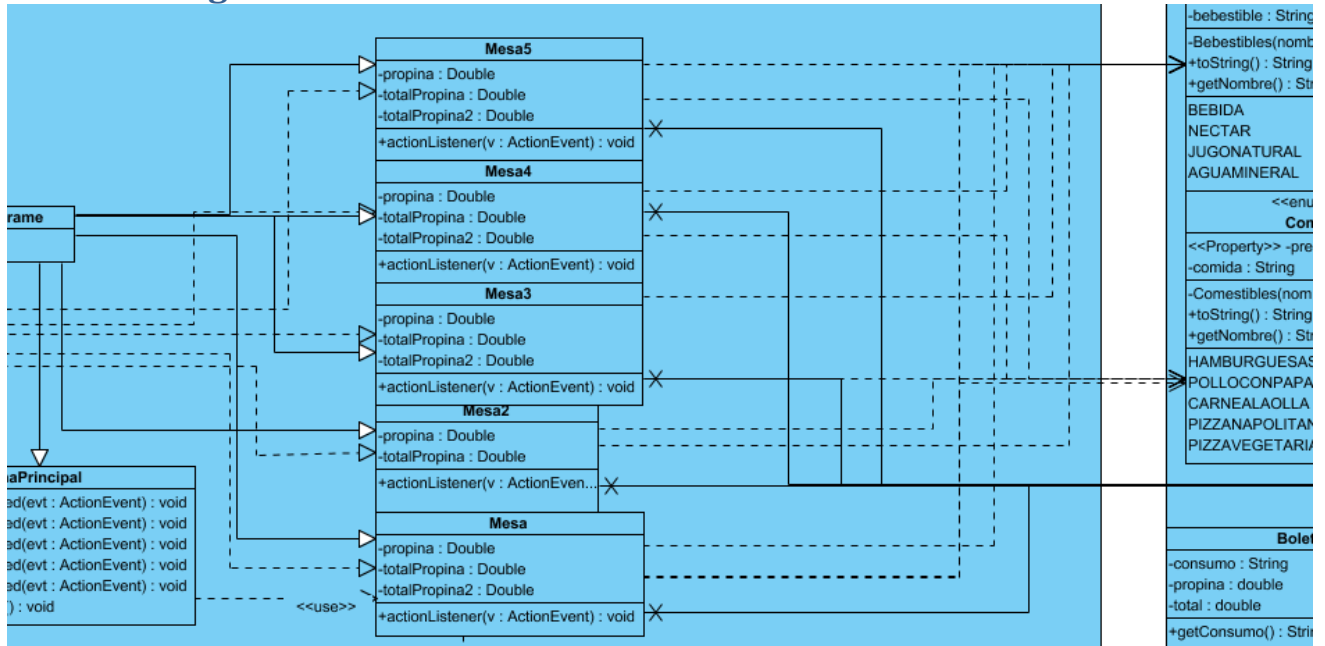 Mesa5
-propina : Double
-totalPropina : Double
-totalPropina2 : Double
+actionListener(v : ActionEvent) : void
Mesa4
-propina : Double
-totalPropina : Double
-totalPropina2 : Double
+actionListener(v : ActionEvent) : void
Mesa3
-propina : Double
-totalPropina : Double
-totalPropina2 : Double
+actionListener(v : ActionEvent) : void
Mesa2
-propina : Double
-totalPropina : Double
+actionListener(v : ActionEven...
Mesa
-propina : Double
-totalPropina : Double
-totalPropina2 : Double
+actionListener(v : ActionEvent) : void
rame
aPrincipal
ed(evt : ActionEvent) : void
ed(evt : ActionEvent) : void
ed(evt : ActionEvent) : void
ed(evt : ActionEvent) : void
ed(evt : ActionEvent) : void
() : void
<<use>>
-bebestible : String
-Bebestibles(nomb
+toString() : String
+getNombre() : Str
BEBIDA
NECTAR
JUGONATURAL
AGUAMINERAL
<<enu
Com
<<Property>> -pre
-comida : String
-Comestibles(nom
+toString() : String
+getNombre() : Str
HAMBURGUESAS
POLLOCONPAPA
CARNEALAOLLA
PIZZANAPOLITAN
PIZZAVEGETARIA
Bolet
-consumo : String
-propina : double
-total : double
+getConsumo() : Strin